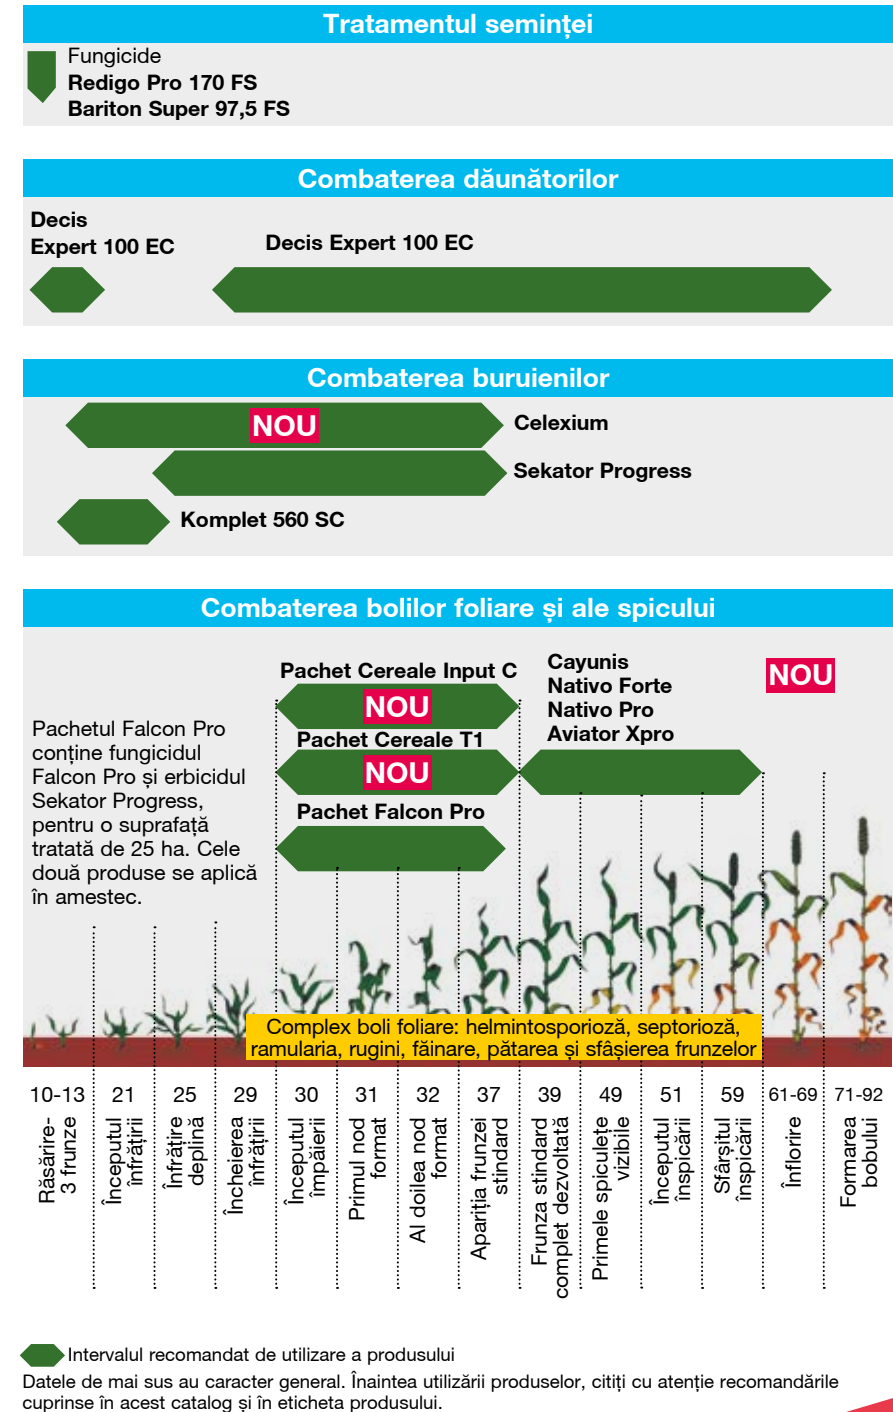 Tratamentul seminței
Fungicide
Redigo Pro 170 FS
Bariton Super 97,5 FS
Combaterea dăunătorilor
Decis
Expert 100 EC
Decis Expert 100 EC
Combaterea buruienilor
NOU
Celexium
Sekator Progress
Komplet 560 SC
Combaterea bolilor foliare și ale spicului
Pachet Cereale Input C
NOU
Pachet Cereale T1
NOU
Pachet Falcon Pro
Cayunis
Nativo Forte
Nativo Pro
Aviator Xpro
NOU
Pachetul Falcon Pro
conține fungicidul
Falcon Pro și erbicidul
Sekator Progress,
pentru o suprafață
tratată de 25 ha. Cele
două produse se aplică
în amestec.
Complex boli foliare: helmintosporioză, septorioză,
ramularia, rugini, făinare, pătarea și sfâșierea frunzelor
10-13 21 25 29 30 31 32 37 39 49 51 59 61-69 71-92
Răsărire-
3 frunze
Începutul
înfrățirii
Înfrățire
deplină
Încheierea
înfrățirii
Începutul
împăierii
Primul nod
format
Al doilea nod
format
Apariția frunzei
stindard
Frunza stindard
complet dezvoltată
Primele spiculețe
vizibile
Începutul
înspicării
Sfârșitul
înspicării
Înflorire
Formarea
bobului
Intervalul recomandat de utilizare a produsului
Datele de mai sus au caracter general. Înaintea utilizării produselor, citiți cu atenție recomandările
cuprinse în acest catalog și în eticheta produsului.